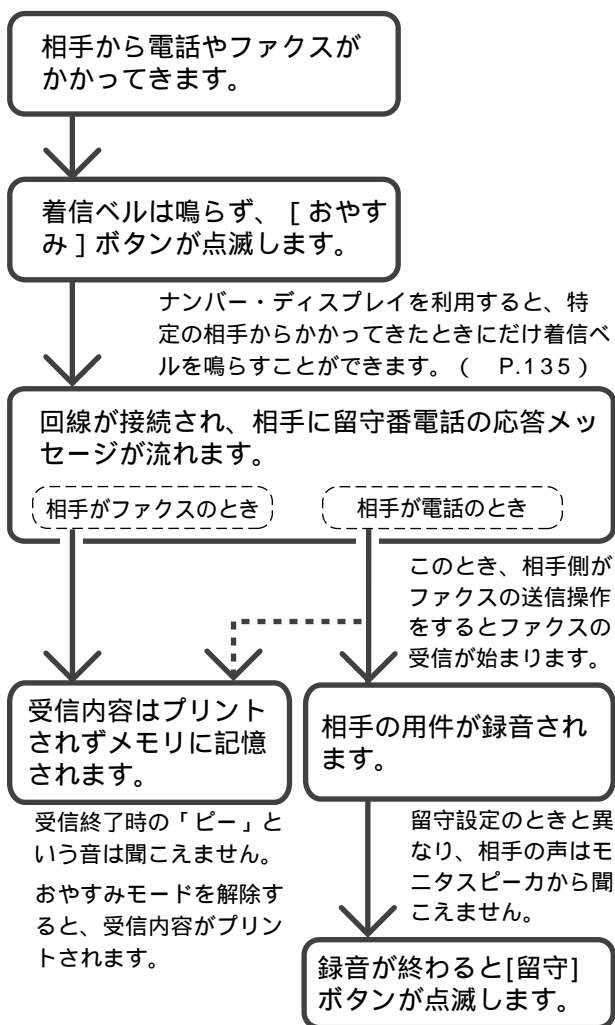 相手から電話やファクスが
かかってきます。
着信ベルは鳴らず、[おやす
み]ボタンが点滅します。
ナンバー・ディスプレイを利用すると、特
定の相手からかかってきたときにだけ着信ベ
ルを鳴らすことができます。( P.135)
回線が接続され、相手に留守番電話の応答メッ
セージが流れます。
相手がファクスのとき
相手が電話のとき
このとき、相手側が
ファクスの送信操作
をするとファクスの
受信が始まります。
受信内容はプリント
されずメモリに記憶
されます。
受信終了時の「ピー」と
いう音は聞こえません。
おやすみモードを解除す
ると、受信内容がプリン
トされます。
相手の用件が録音され
ます。
留守設定のときと異
なり、相手の声はモ
ニタスピーカから聞
こえません。
録音が終わると[留守]
ボタンが点滅します。